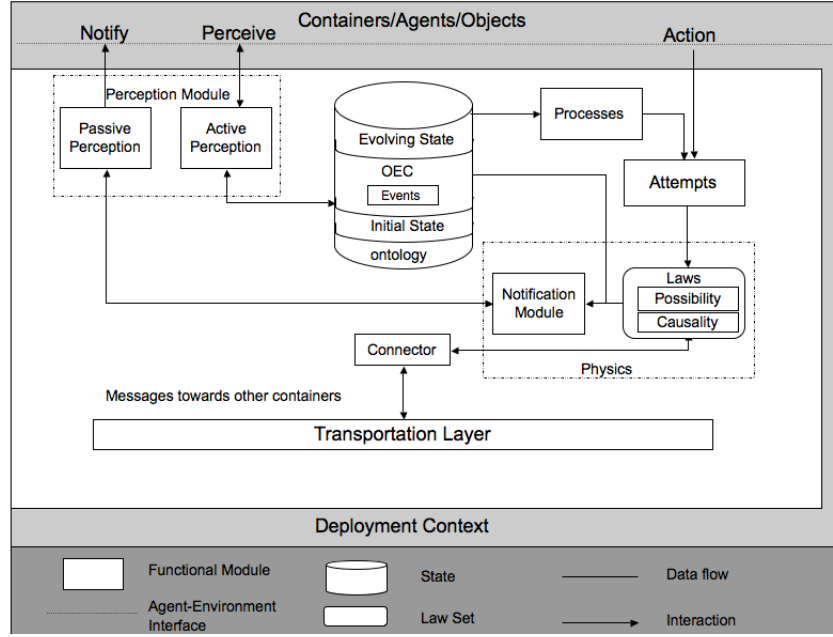 Containers/Agents/Objects
Notify
Perceive
Action
Perception Module
Passive
Perception
Active
Perception
Evolving State
OEC
Events
Initial State
ontology
Processes
Attempts
Laws
Possibility
Causality
Notification
Module
Physics
Connector
Messages towards other containers
Transportation Layer
Deployment Context
Functional Module
State
Data flow
Agent-Environment
Interface
Law Set
Interaction